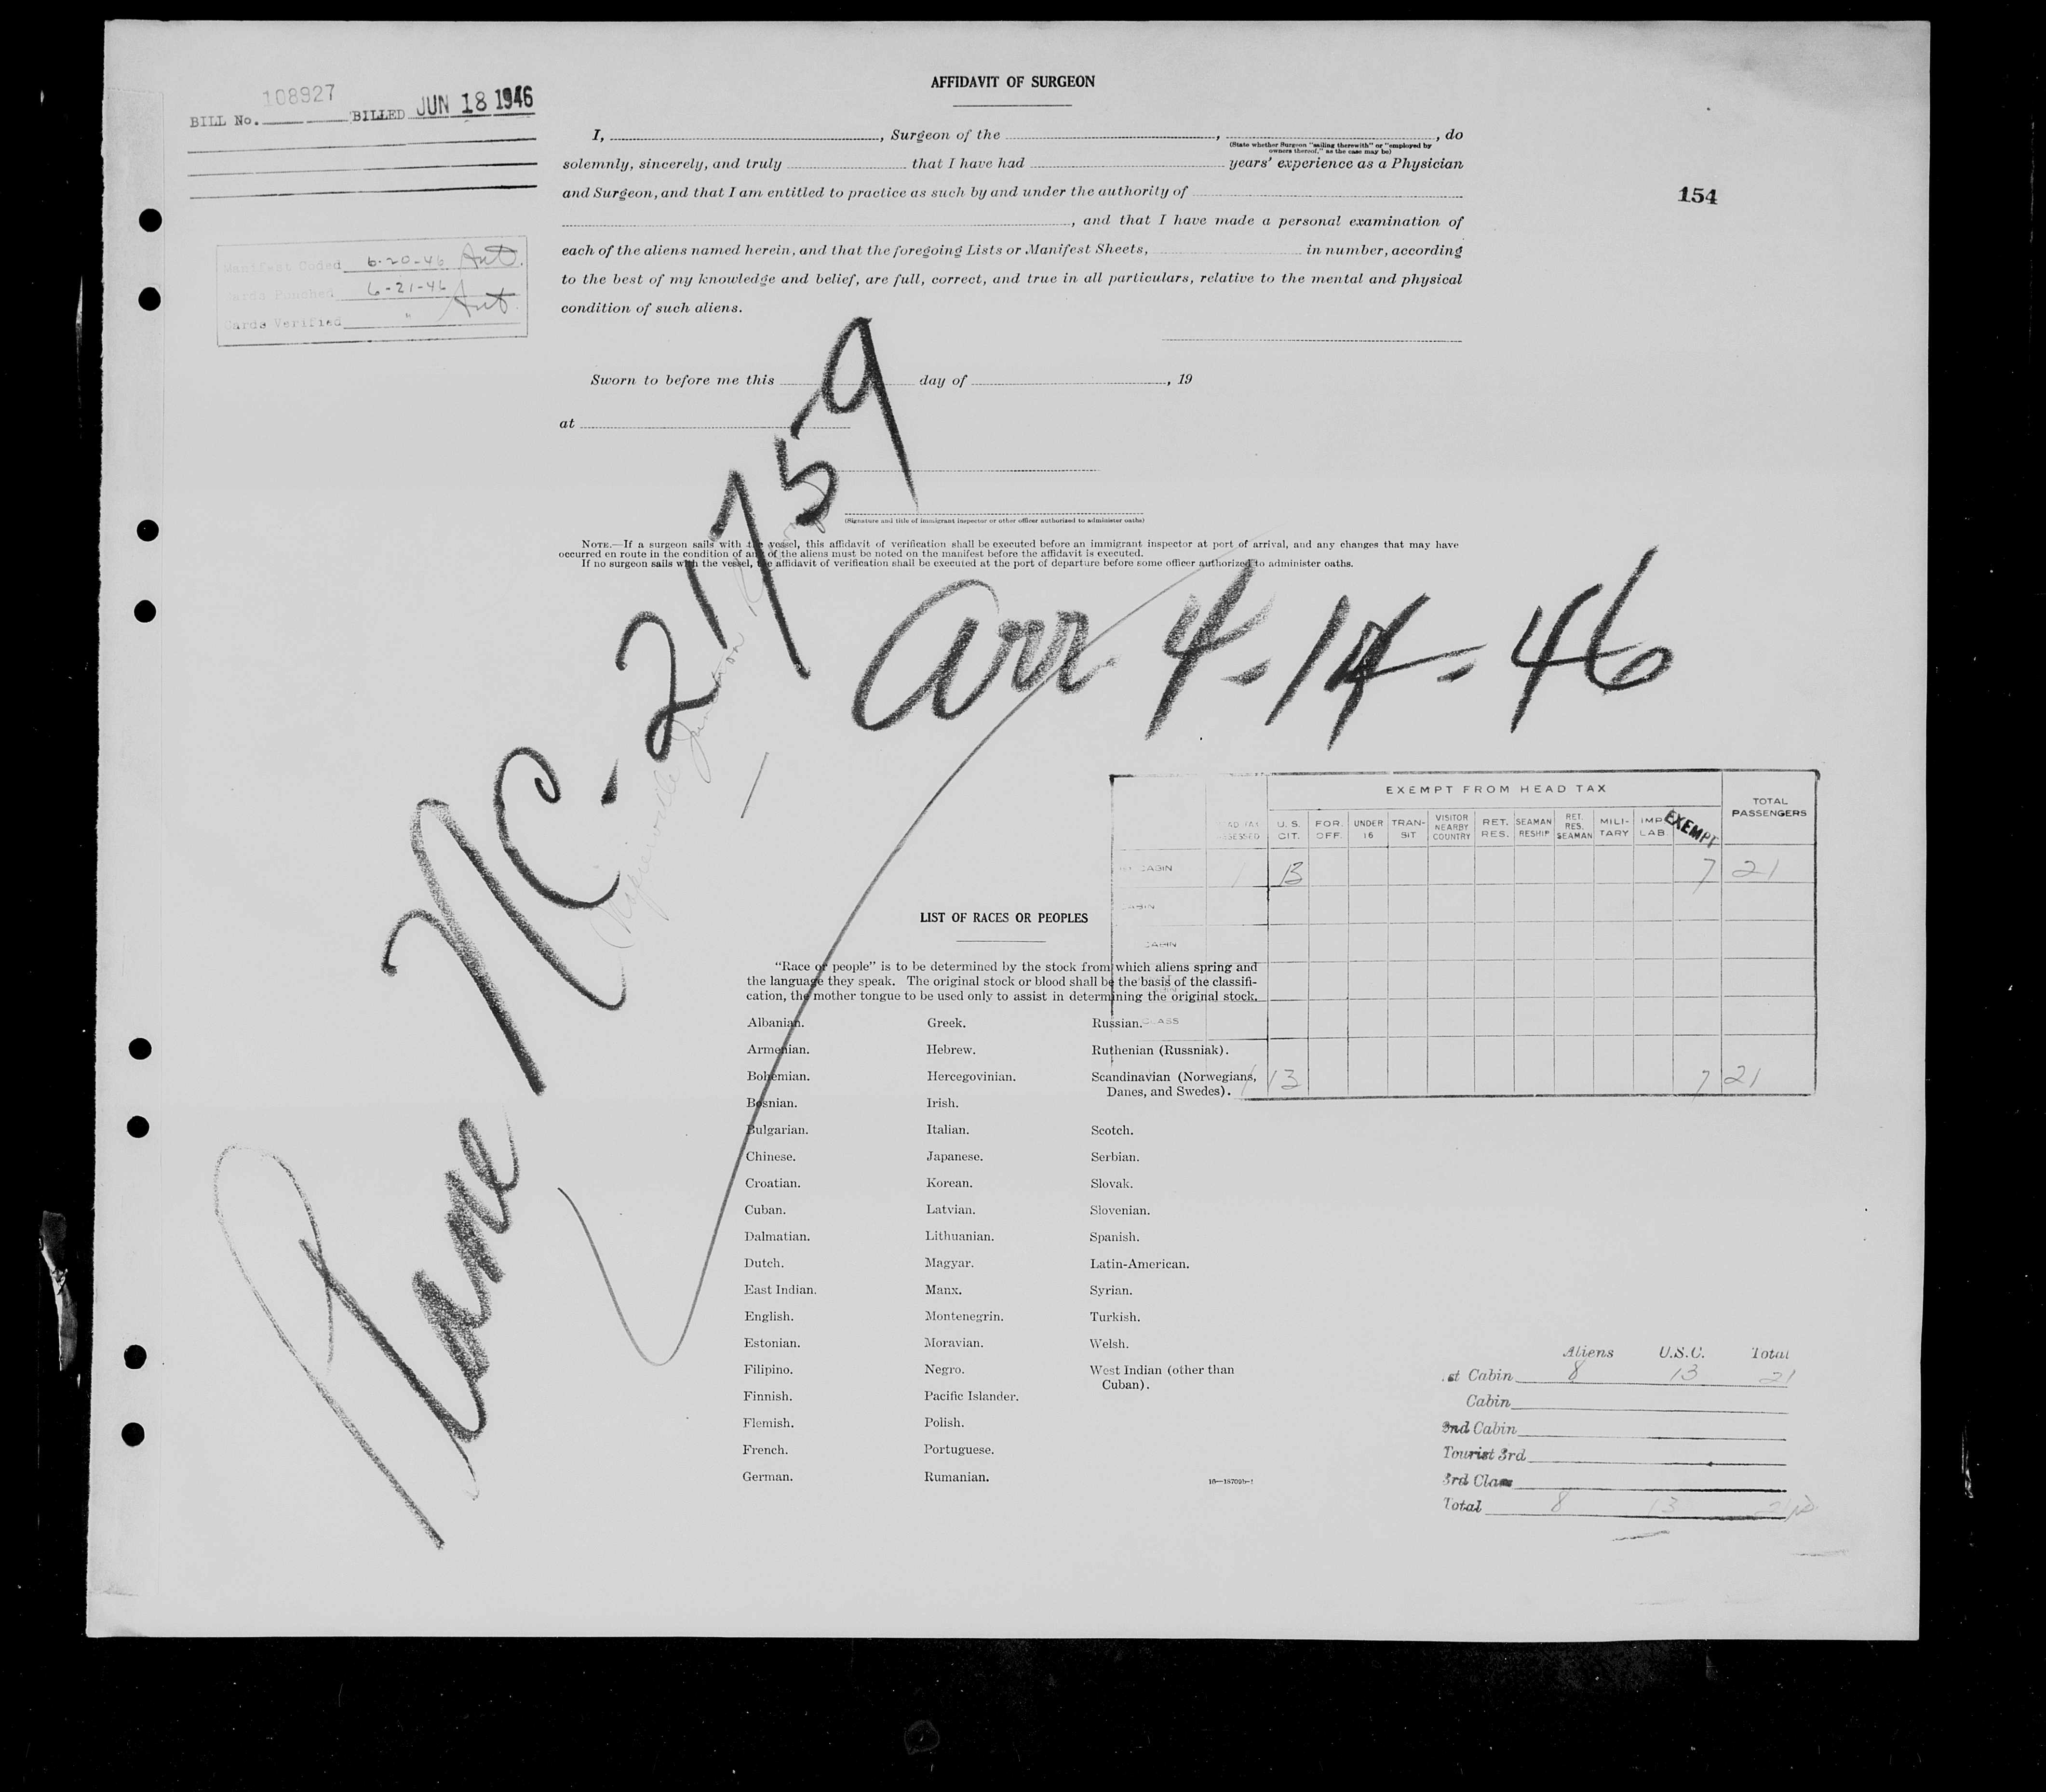 AFFIDAVIT OF SURGEON
108927
BILL No. BILLED JUN 18 1946
I, , Surgeon of the , , do
(State whether Surgeon "sailing therewith" or "employed by
owners thereof," as the case may be)
solemnly, sincerely, and truly that I have had years' experience as a Physician
and Surgeon, and that I am entitled to practice as such by and under the authority of
, and that I have made a personal examination of
each of the aliens named herein, and that the foregoing Lists or Manifest Sheets, in number, according
to the best of my knowledge and belief, are full, correct, and true in all particulars, relative to the mental and physical
condition of such aliens.
154
Manifest Coded 6-20-46
Cards Punched 6-21-46
Cards Verified "
Sworn to before me this day of , 19
at
(Signature and title of immigrant inspector or other officer authorized to administer oaths)
NOTE.—If a surgeon sails with the vessel, this affidavit of verification shall be executed before an immigrant inspector at port of arrival, and any changes that may have
occurred en route in the condition of any of the aliens must be noted on the manifest before the affidavit is executed.
If no surgeon sails with the vessel, the affidavit of verification shall be executed at the port of departure before some officer authorized to administer oaths.
Plane NC-21759
Arr 4-14-46
EXEMPT FROM HEAD TAX
TOTAL PASSENGERS
U. S. CIT. FOR. OFF. UNDER 16 TRAN- SIT VISITOR NEARBY COUNTRY RET. RES. SEAMAN RESHIP RET. RES. SEAMAN MILI- TARY IMP LAB. EXEMPT
CABIN 1 13 7 21
CABIN
CABIN
CLASS
1 13 7 21
LIST OF RACES OR PEOPLES
"Race or people" is to be determined by the stock from which aliens spring and
the language they speak. The original stock or blood shall be the basis of the classifi-
cation, the mother tongue to be used only to assist in determining the original stock.
Albanian. Greek. Russian.
Armenian. Hebrew. Ruthenian (Russniak).
Bohemian. Hercegovinian. Scandinavian (Norwegians,
Danes, and Swedes).
Bosnian. Irish.
Bulgarian. Italian. Scotch.
Chinese. Japanese. Serbian.
Croatian. Korean. Slovak.
Cuban. Latvian. Slovenian.
Dalmatian. Lithuanian. Spanish.
Dutch. Magyar. Latin-American.
East Indian. Manx. Syrian.
English. Montenegrin. Turkish.
Estonian. Moravian. Welsh.
Filipino. Negro. West Indian (other than
Cuban).
Finnish. Pacific Islander.
Flemish. Polish.
French. Portuguese.
German. Rumanian.
Aliens U.S.C. Total
st Cabin 8 13 21
Cabin
2nd Cabin
Tourist 3rd
3rd Class
Total 8 13 21